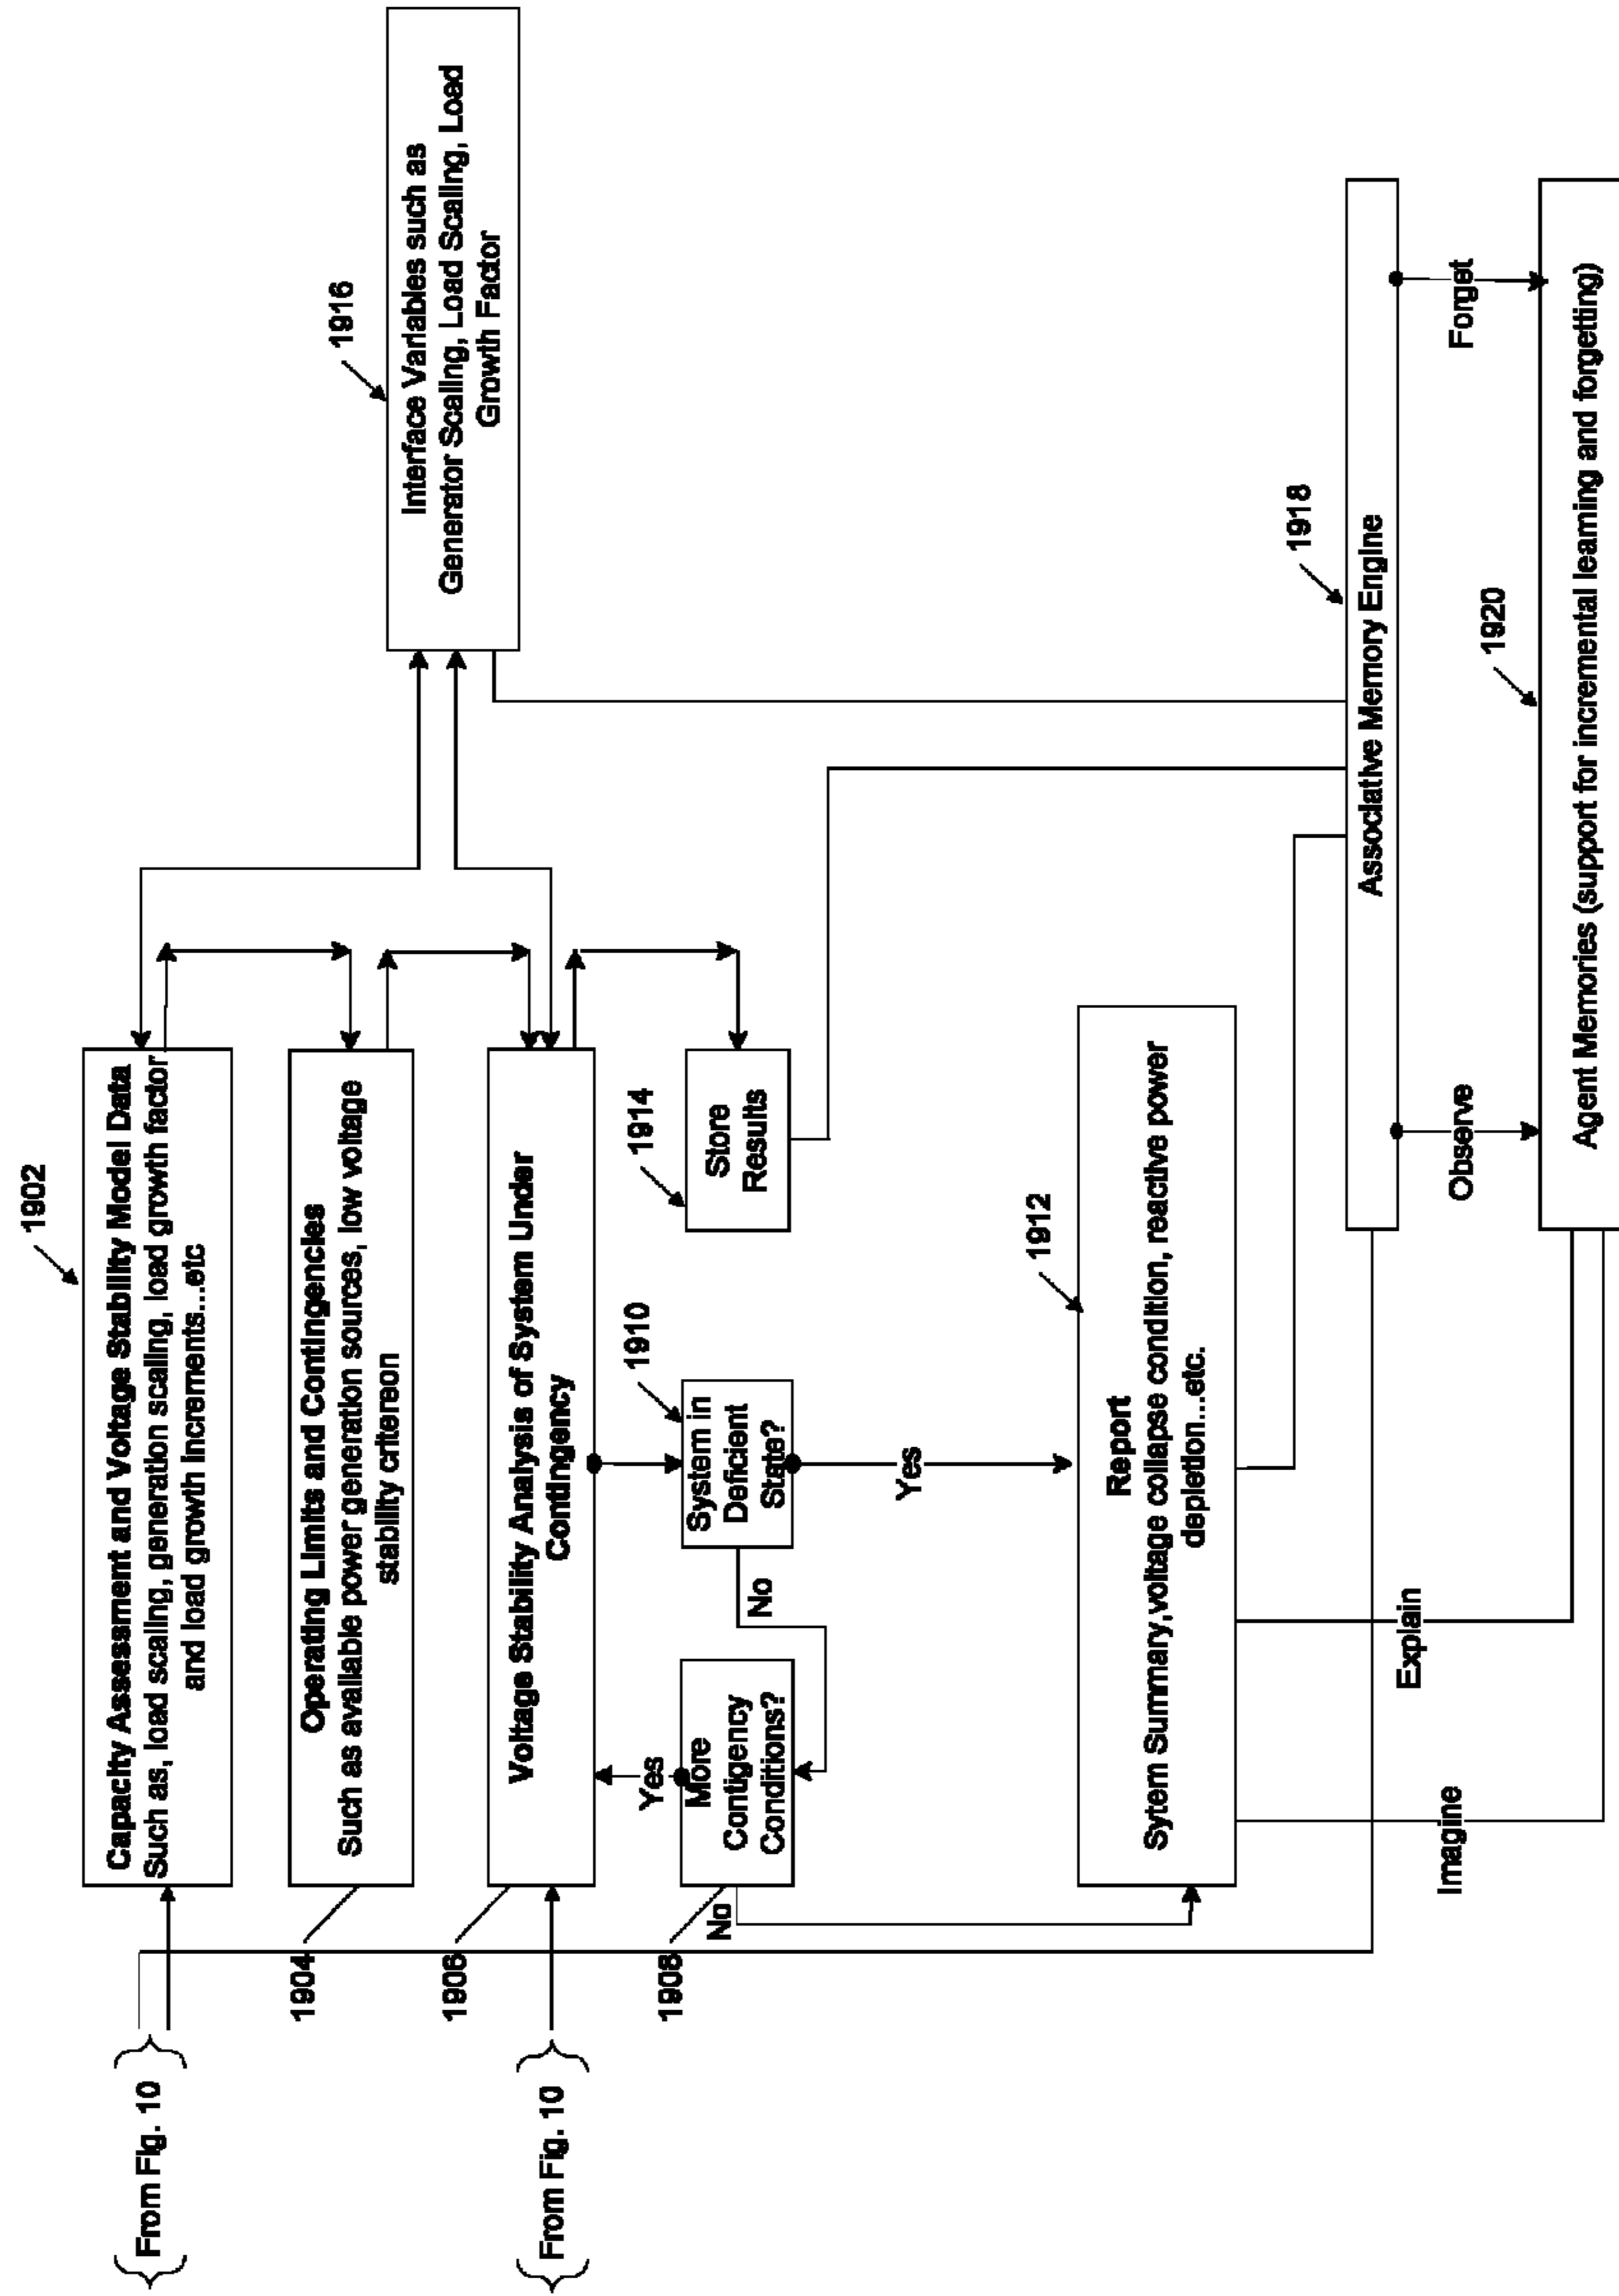 1902
Capacity Assessment and Voltage Stability Model Data
Such as, load scaling, generation scaling, load growth factor
and load growth increments...etc
From Fig. 10
1904
Operating Limits and Contingencies
Such as available power generation sources, low voltage
stability critereon
1906
Voltage Stability Analysis of System Under
Contingency
From Fig. 10
1908
More
Contigency
Conditions?
Yes
No
1910
System in
Deficient
State?
No
Yes
1914
Store
Results
1916
Interface Variables such as
Generator Scaling, Load Scaling, Load
Growth Factor
1912
Report
Sytem Summary,voltage collapse condition, reactive power
depletion...etc.
1918
Associative Memory Engine
Imagine
Explain
Observe
Forget
1920
Agent Memories (support for incremental learning and forgetting)